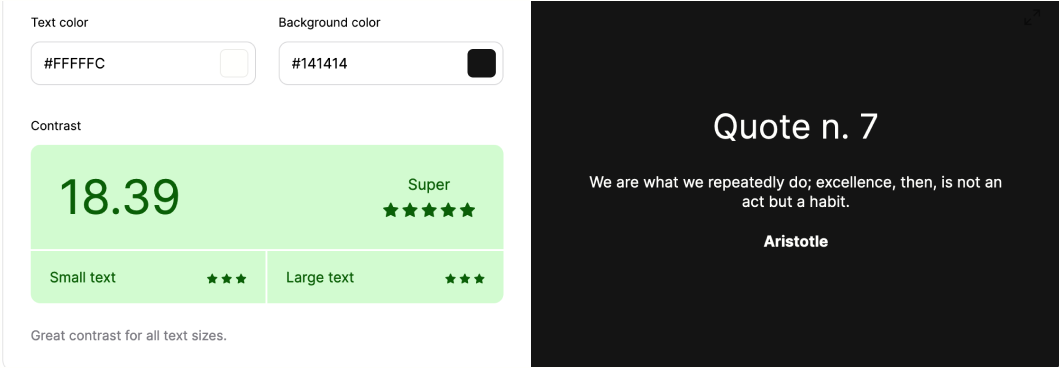 Text color
Background color
#FFFFFC
#141414
Contrast
18.39
Super
Small text
Large text
Great contrast for all text sizes.
Quote n. 7
We are what we repeatedly do; excellence, then, is not an
act but a habit.
Aristotle